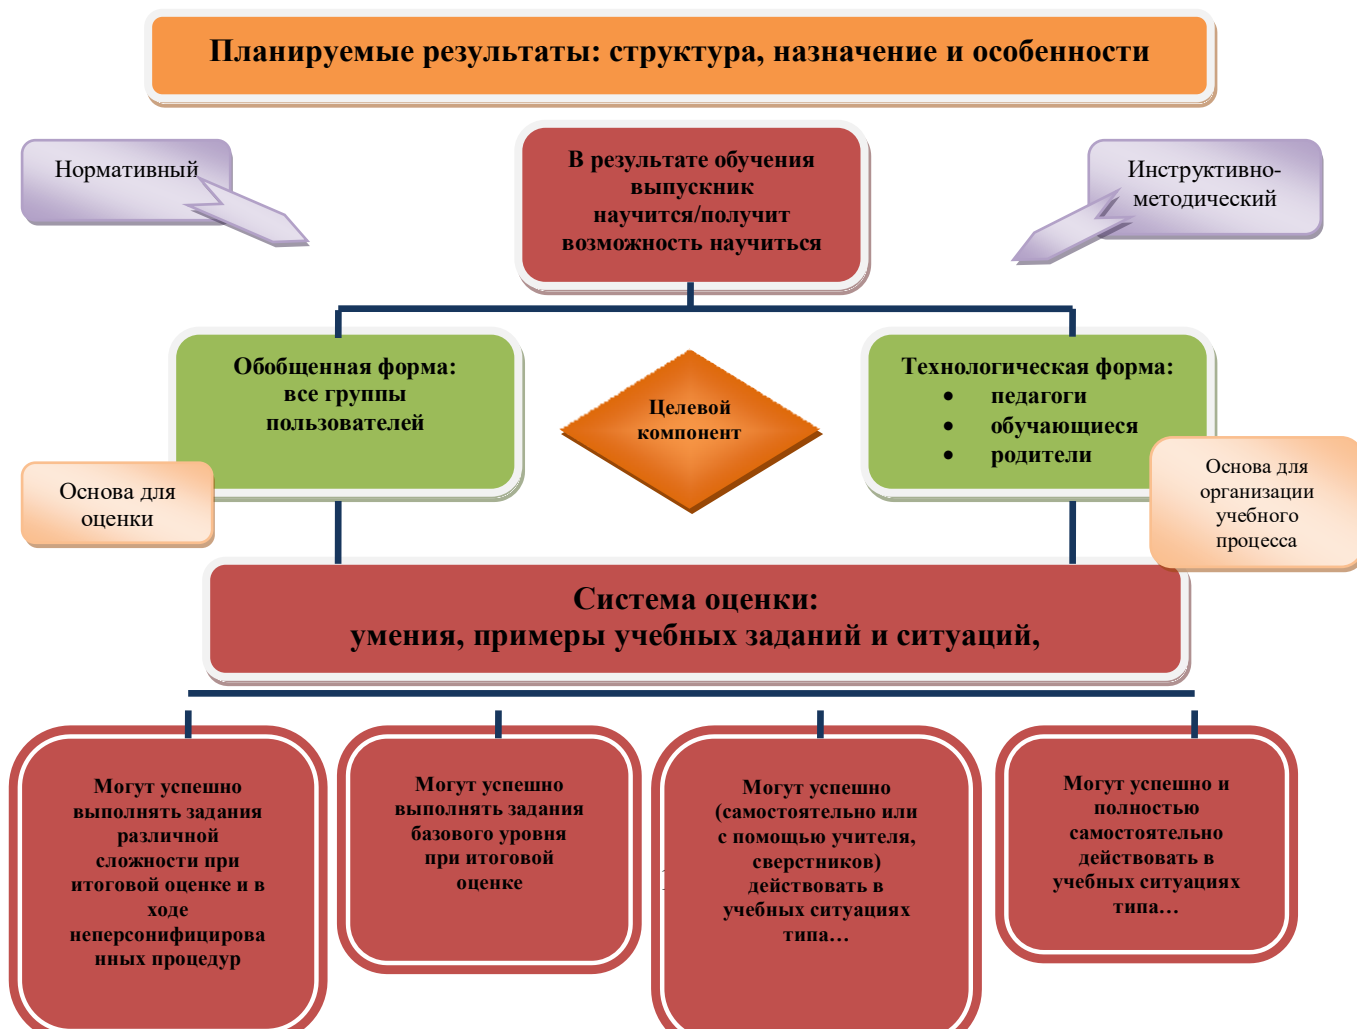 Планируемые результаты: структура, назначение и особенности
Нормативный
В результате обучения
выпускник
научится/получит
возможность научиться
Инструктивно-
методический
Обобщенная форма:
все группы
пользователей
Целевой
компонент
Технологическая форма:
• педагоги
• обучающиеся
• родители
Основа для
оценки
Основа для
организации
учебного
процесса
Система оценки:
умения, примеры учебных заданий и ситуаций,
Могут успешно
выполнять задания
различной
сложности при
итоговой оценке и в
ходе
неперсонифицирова
нных процедур
Могут успешно
выполнять задания
базового уровня
при итоговой
оценке
Могут успешно
(самостоятельно или
с помощью учителя,
сверстников)
действовать в
учебных ситуациях
типа…
Могут успешно и
полностью
самостоятельно
действовать в
учебных ситуациях
типа…